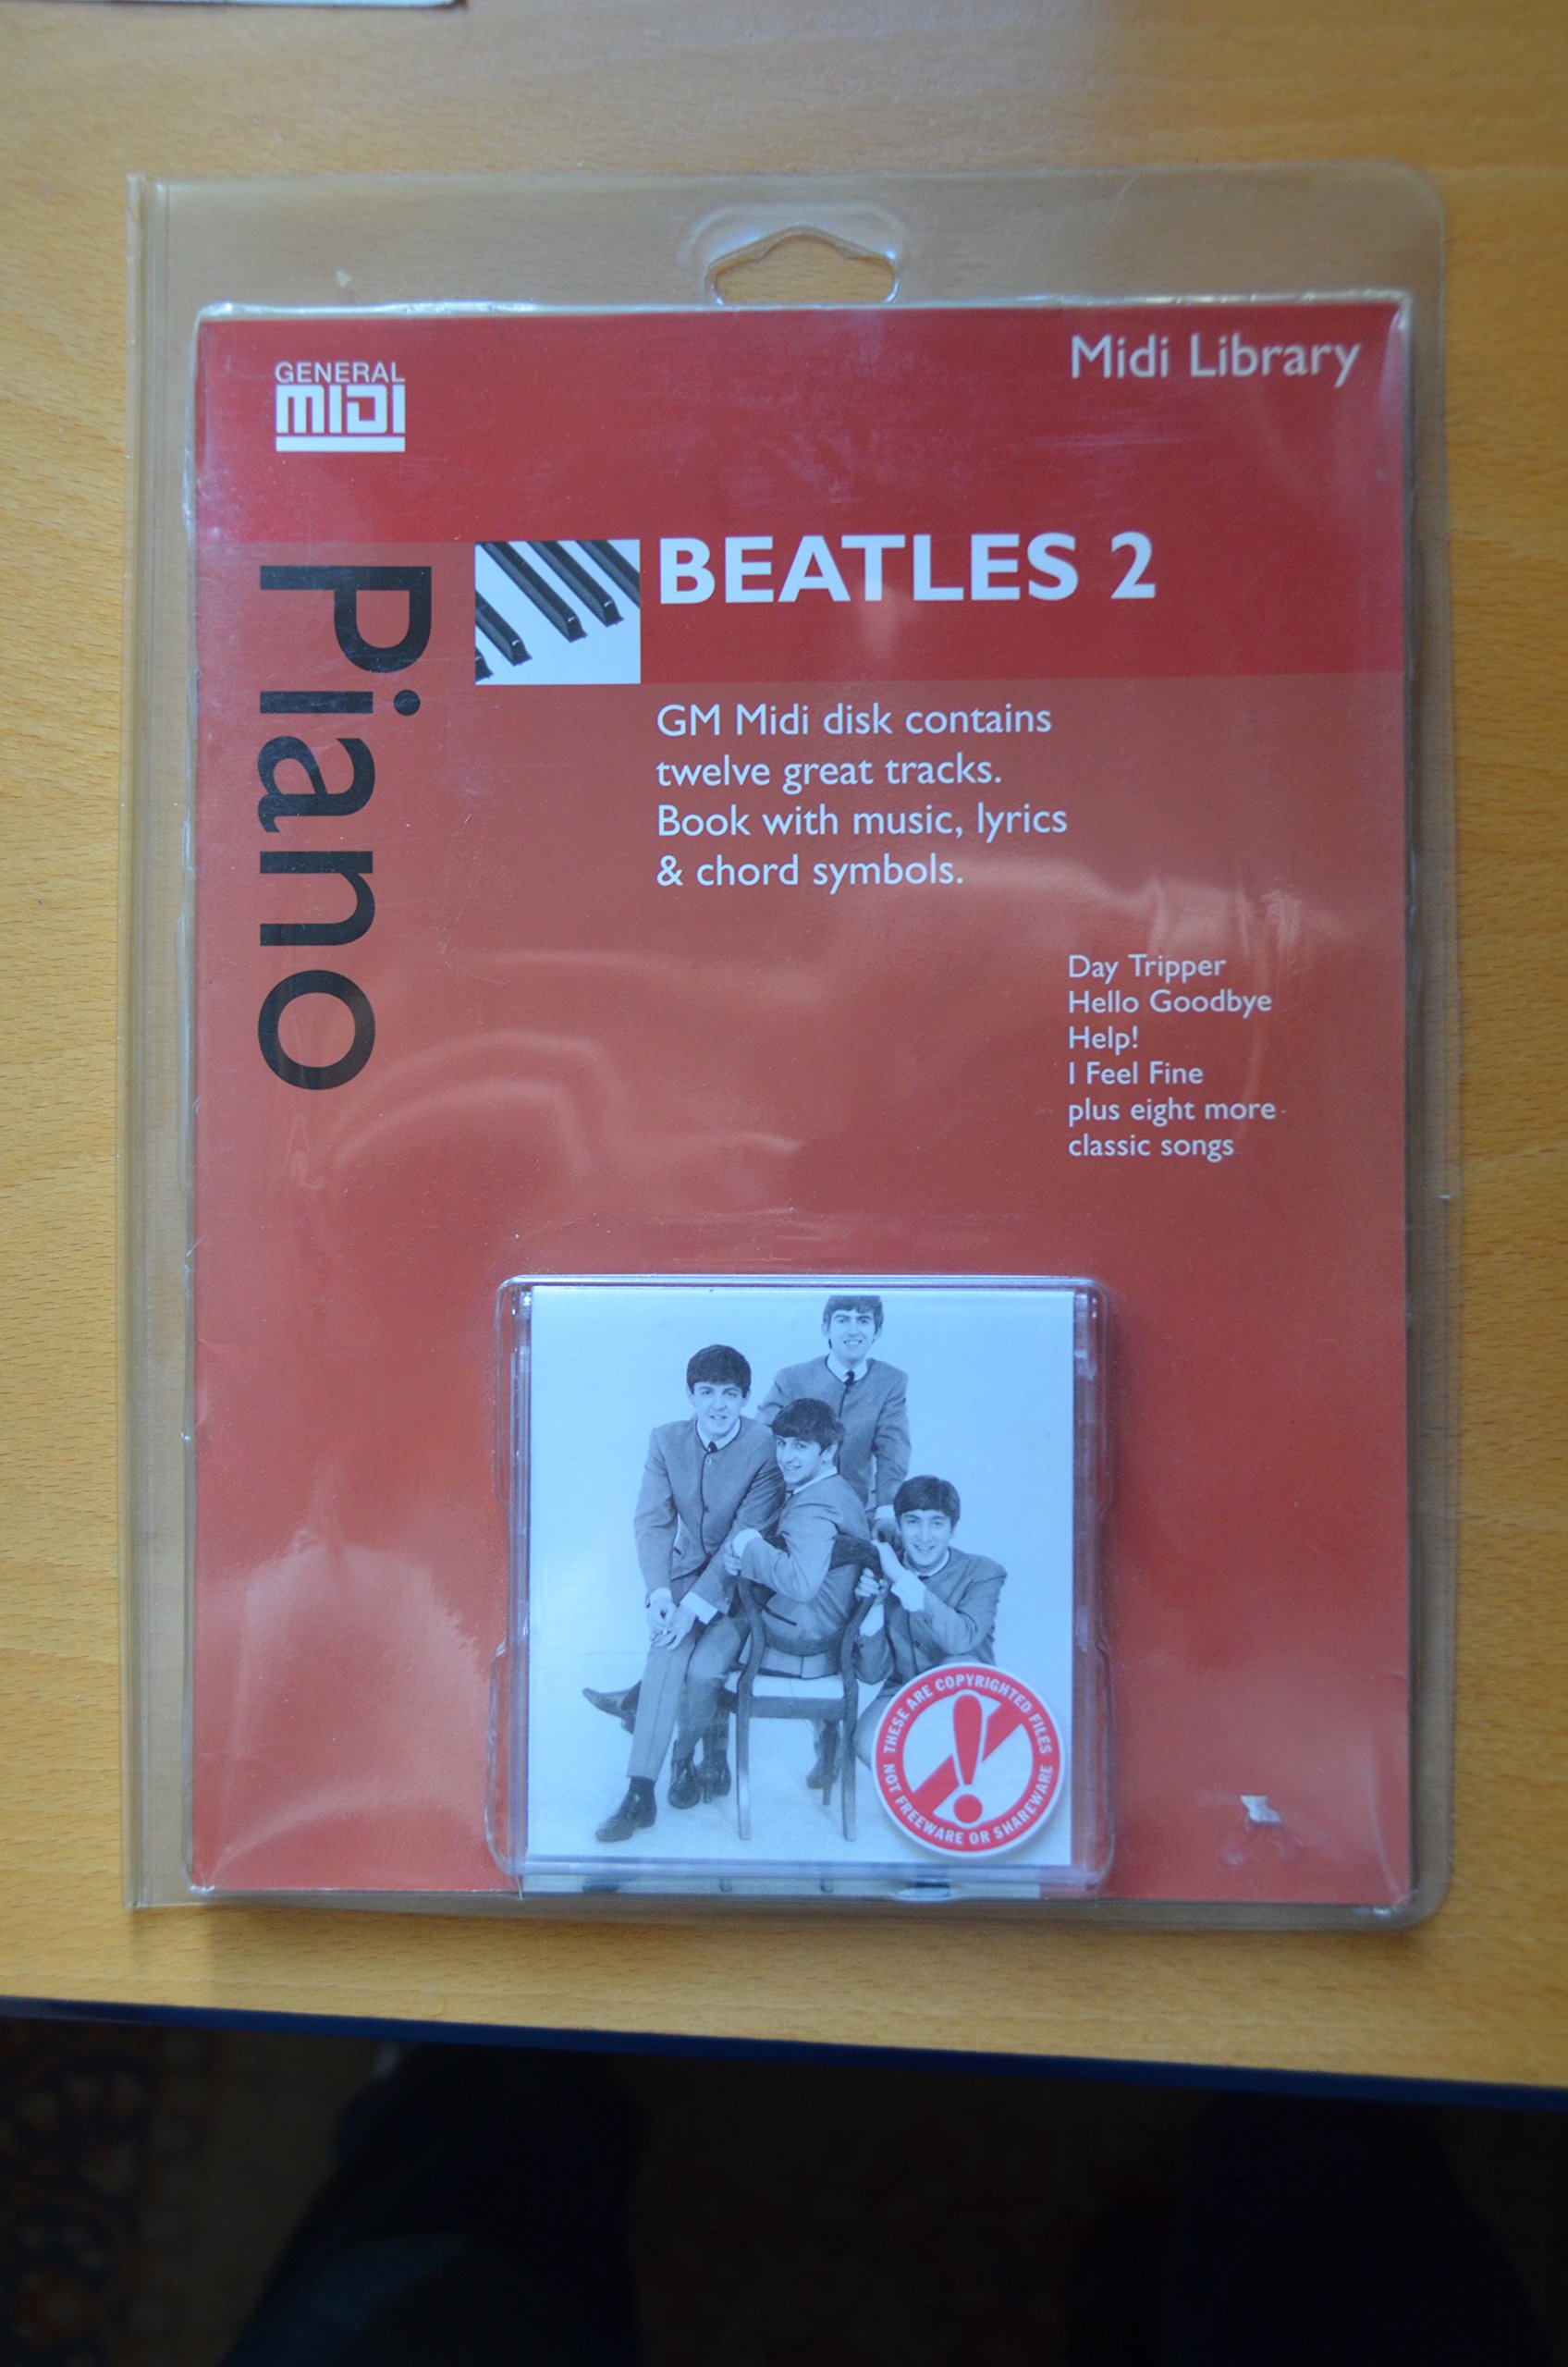 GENERAL
MIDI
Midi Library
Piano
BEATLES 2
GM Midi disk contains
twelve great tracks.
Book with music, lyrics
& chord symbols.
Day Tripper
Hello Goodbye
Help!
I Feel Fine
plus eight more
classic songs
THESE ARE COPYRIGHTED FILES
NOT FREEWARE OR SHAREWARE